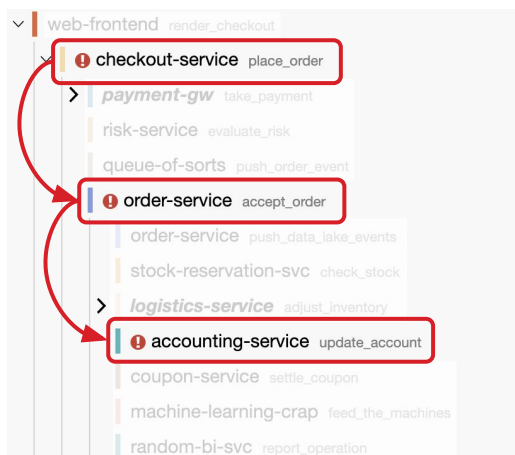 web-frontend render_checkout
checkout-service place_order
payment-gw take_payment
risk-service evaluate_risk
queue-of-sorts push_order_event
order-service accept_order
order-service push_data_lake_events
stock-reservation-svc check_stock
logistics-service adjust_inventory
accounting-service update_account
coupon-service settle_coupon
machine-learning-crap feed_the_machines
random-bi-svc report_operation